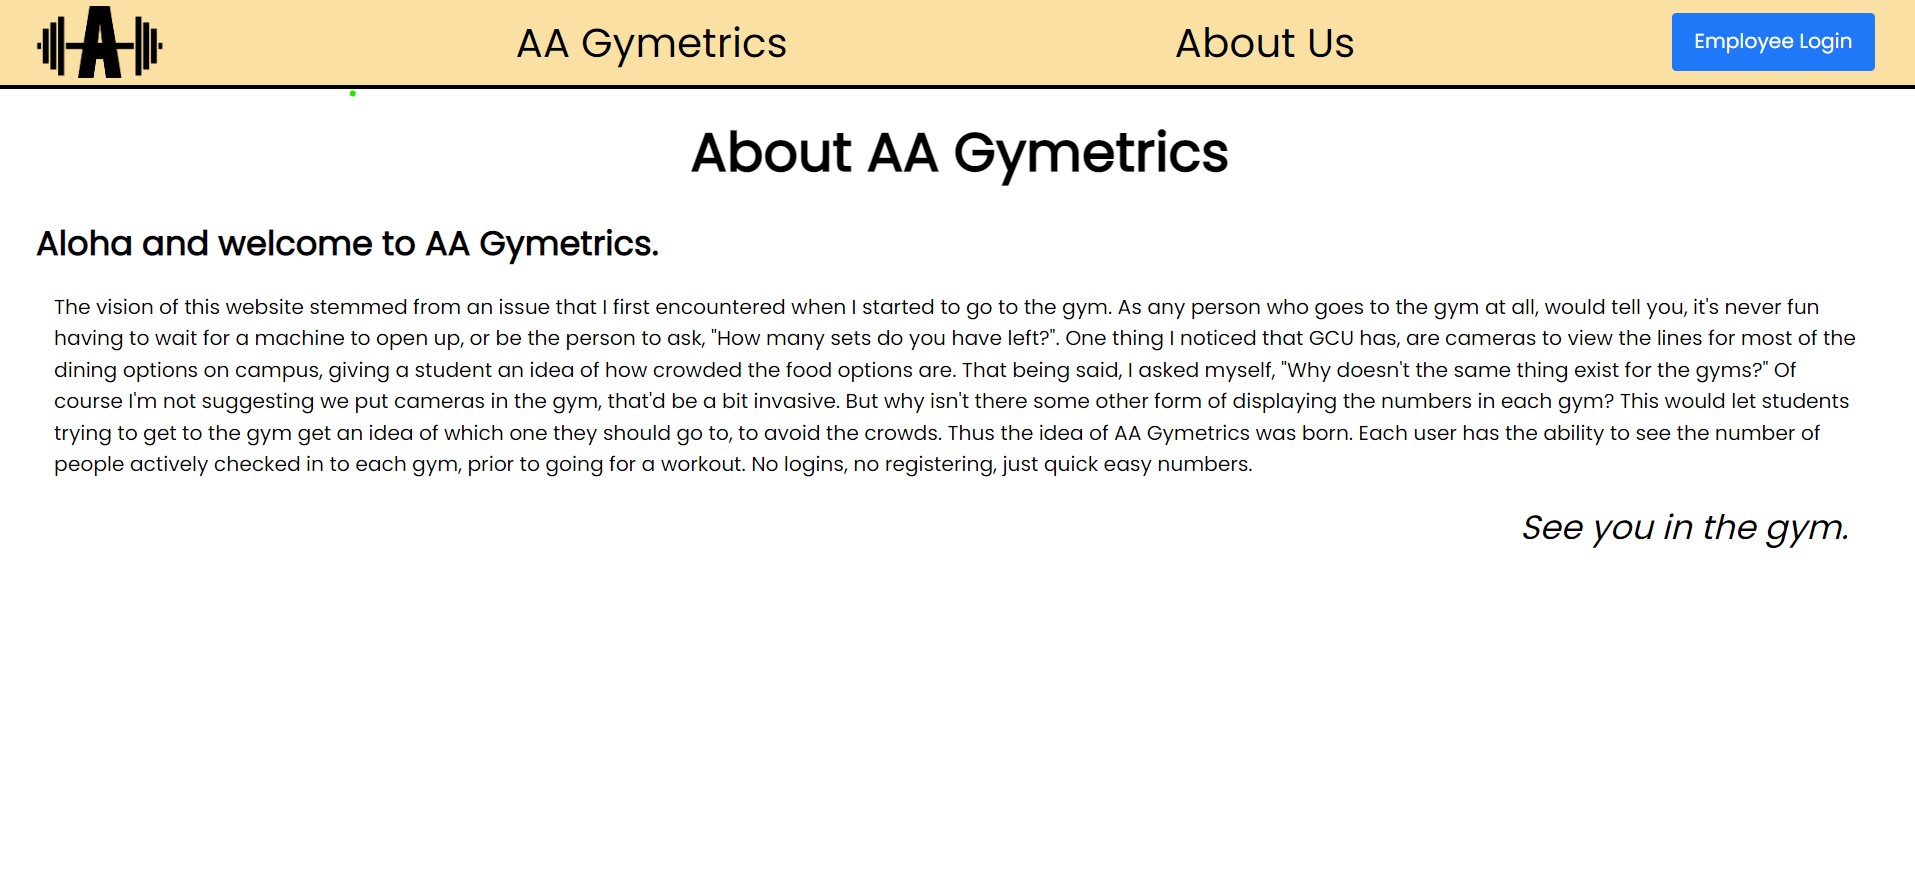 A
AA Gymetrics
About Us
Employee Login
About AA Gymetrics
Aloha and welcome to AA Gymetrics.
The vision of this website stemmed from an issue that I first encountered when I started to go to the gym. As any person who goes to the gym at all, would tell you, it's never fun
having to wait for a machine to open up, or be the person to ask, "How many sets do you have left?". One thing I noticed that GCU has, are cameras to view the lines for most of the
dining options on campus, giving a student an idea of how crowded the food options are. That being said, I asked myself, "Why doesn't the same thing exist for the gyms?" Of
course I'm not suggesting we put cameras in the gym, that'd be a bit invasive. But why isn't there some other form of displaying the numbers in each gym? This would let students
trying to get to the gym get an idea of which one they should go to, to avoid the crowds. Thus the idea of AA Gymetrics was born. Each user has the ability to see the number of
people actively checked in to each gym, prior to going for a workout. No logins, no registering, just quick easy numbers.
See you in the gym.